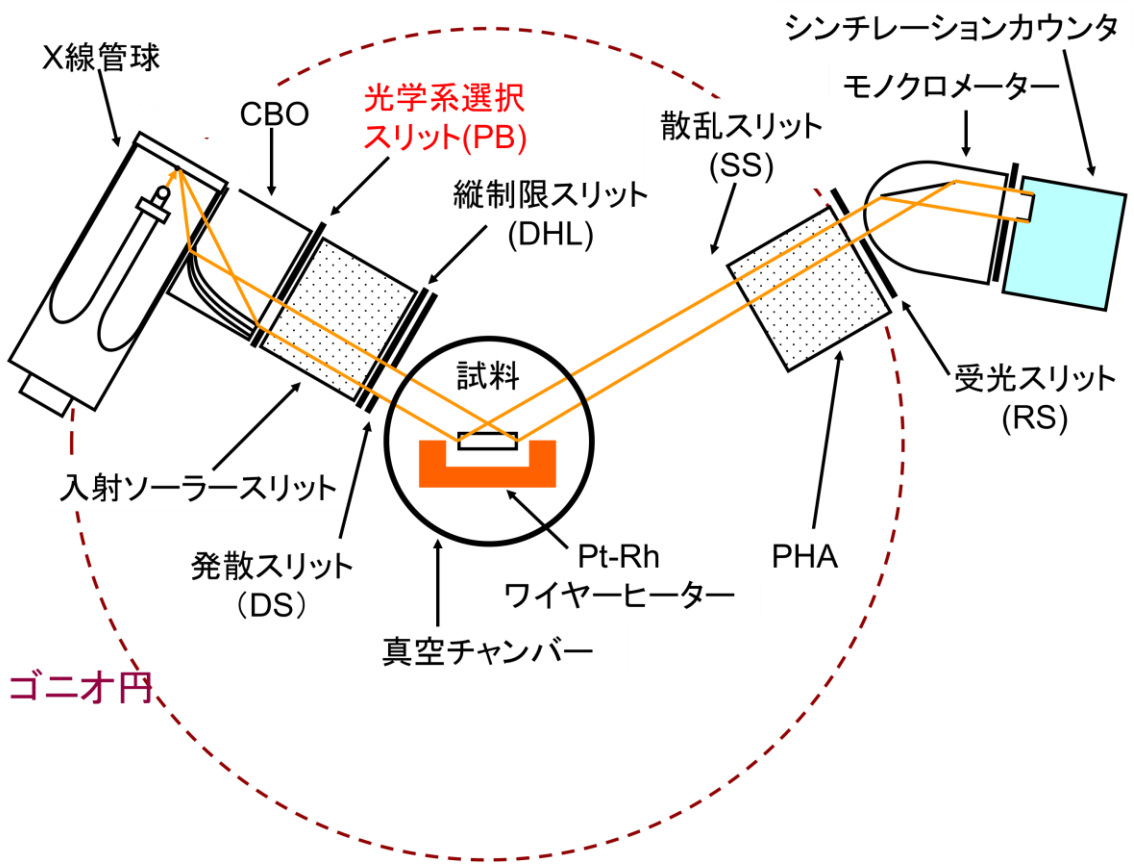 シンチレーションカウンタ
X線管球
モノクロメーター
光学系選択
スリット(PB)
CBO
散乱スリット
(SS)
縦制限スリット
(DHL)
試料
受光スリット
(RS)
入射ソーラースリット
発散スリット
（DS）
Pt-Rh
ワイヤーヒーター
PHA
真空チャンバー
ゴニオ円